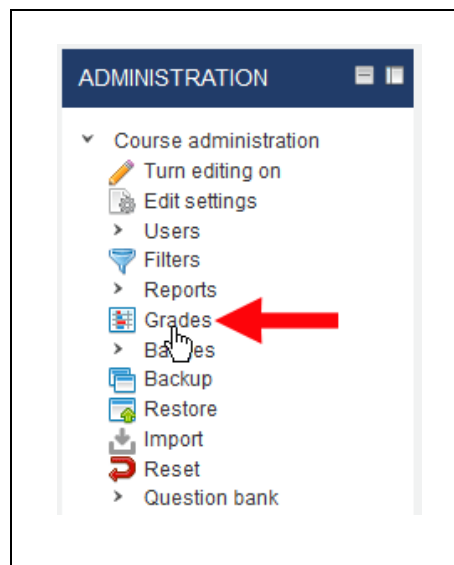 ADMINISTRATION
Course administration
Turn editing on
Edit settings
Users
Filters
Reports
Grades
Backup
Restore
Import
Reset
Question bank